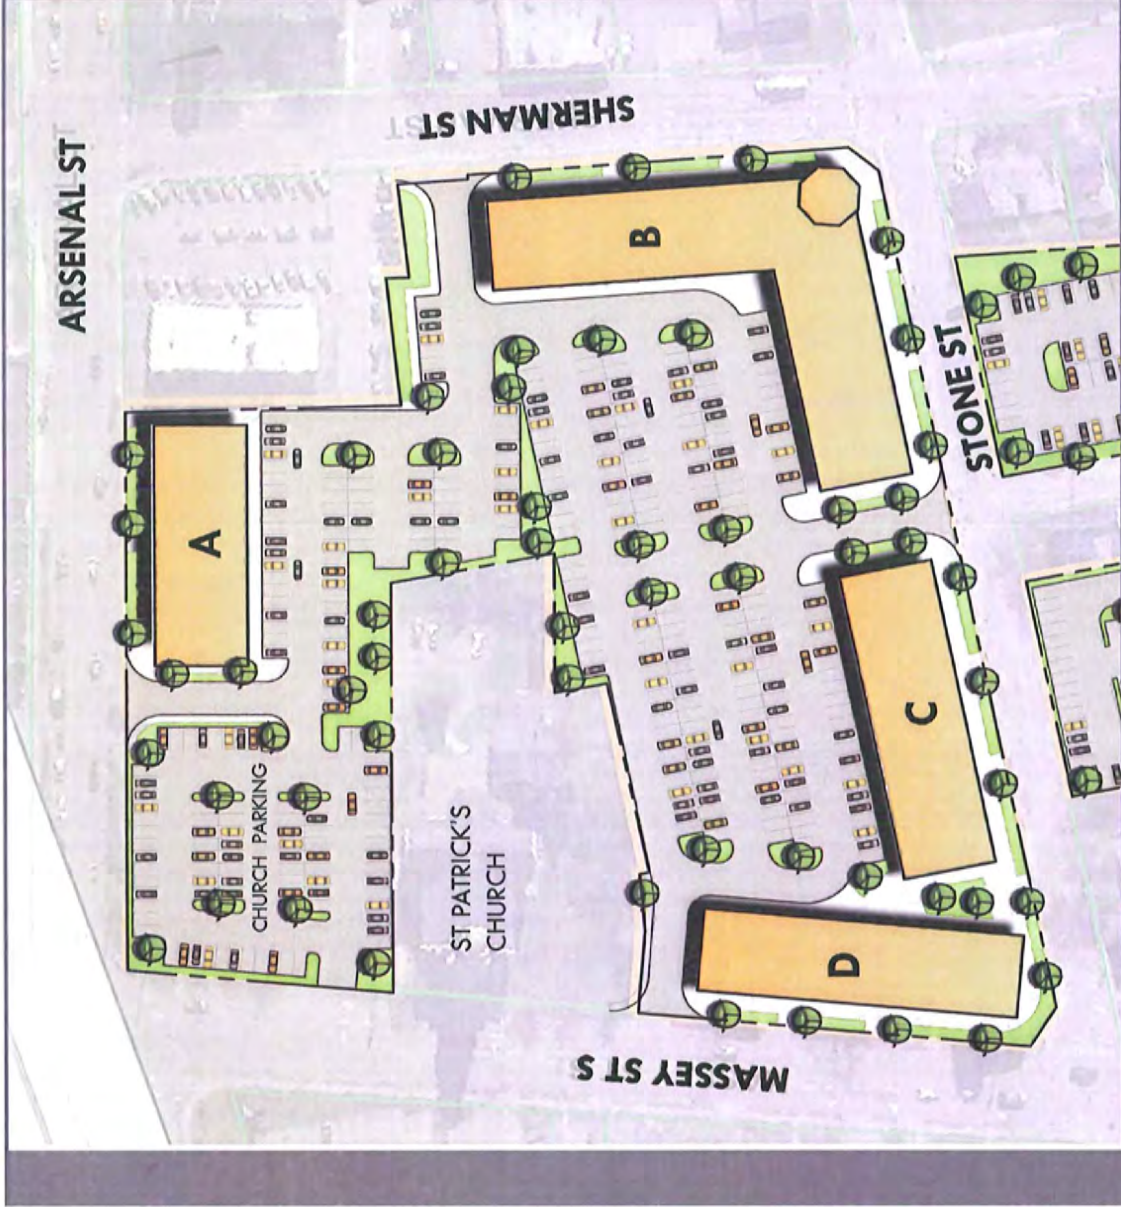 ARSENAL ST
SHERMAN ST
A
B
CHURCH PARKING
ST PATRICK'S
CHURCH
STONE ST
C
D
MASSEY ST S